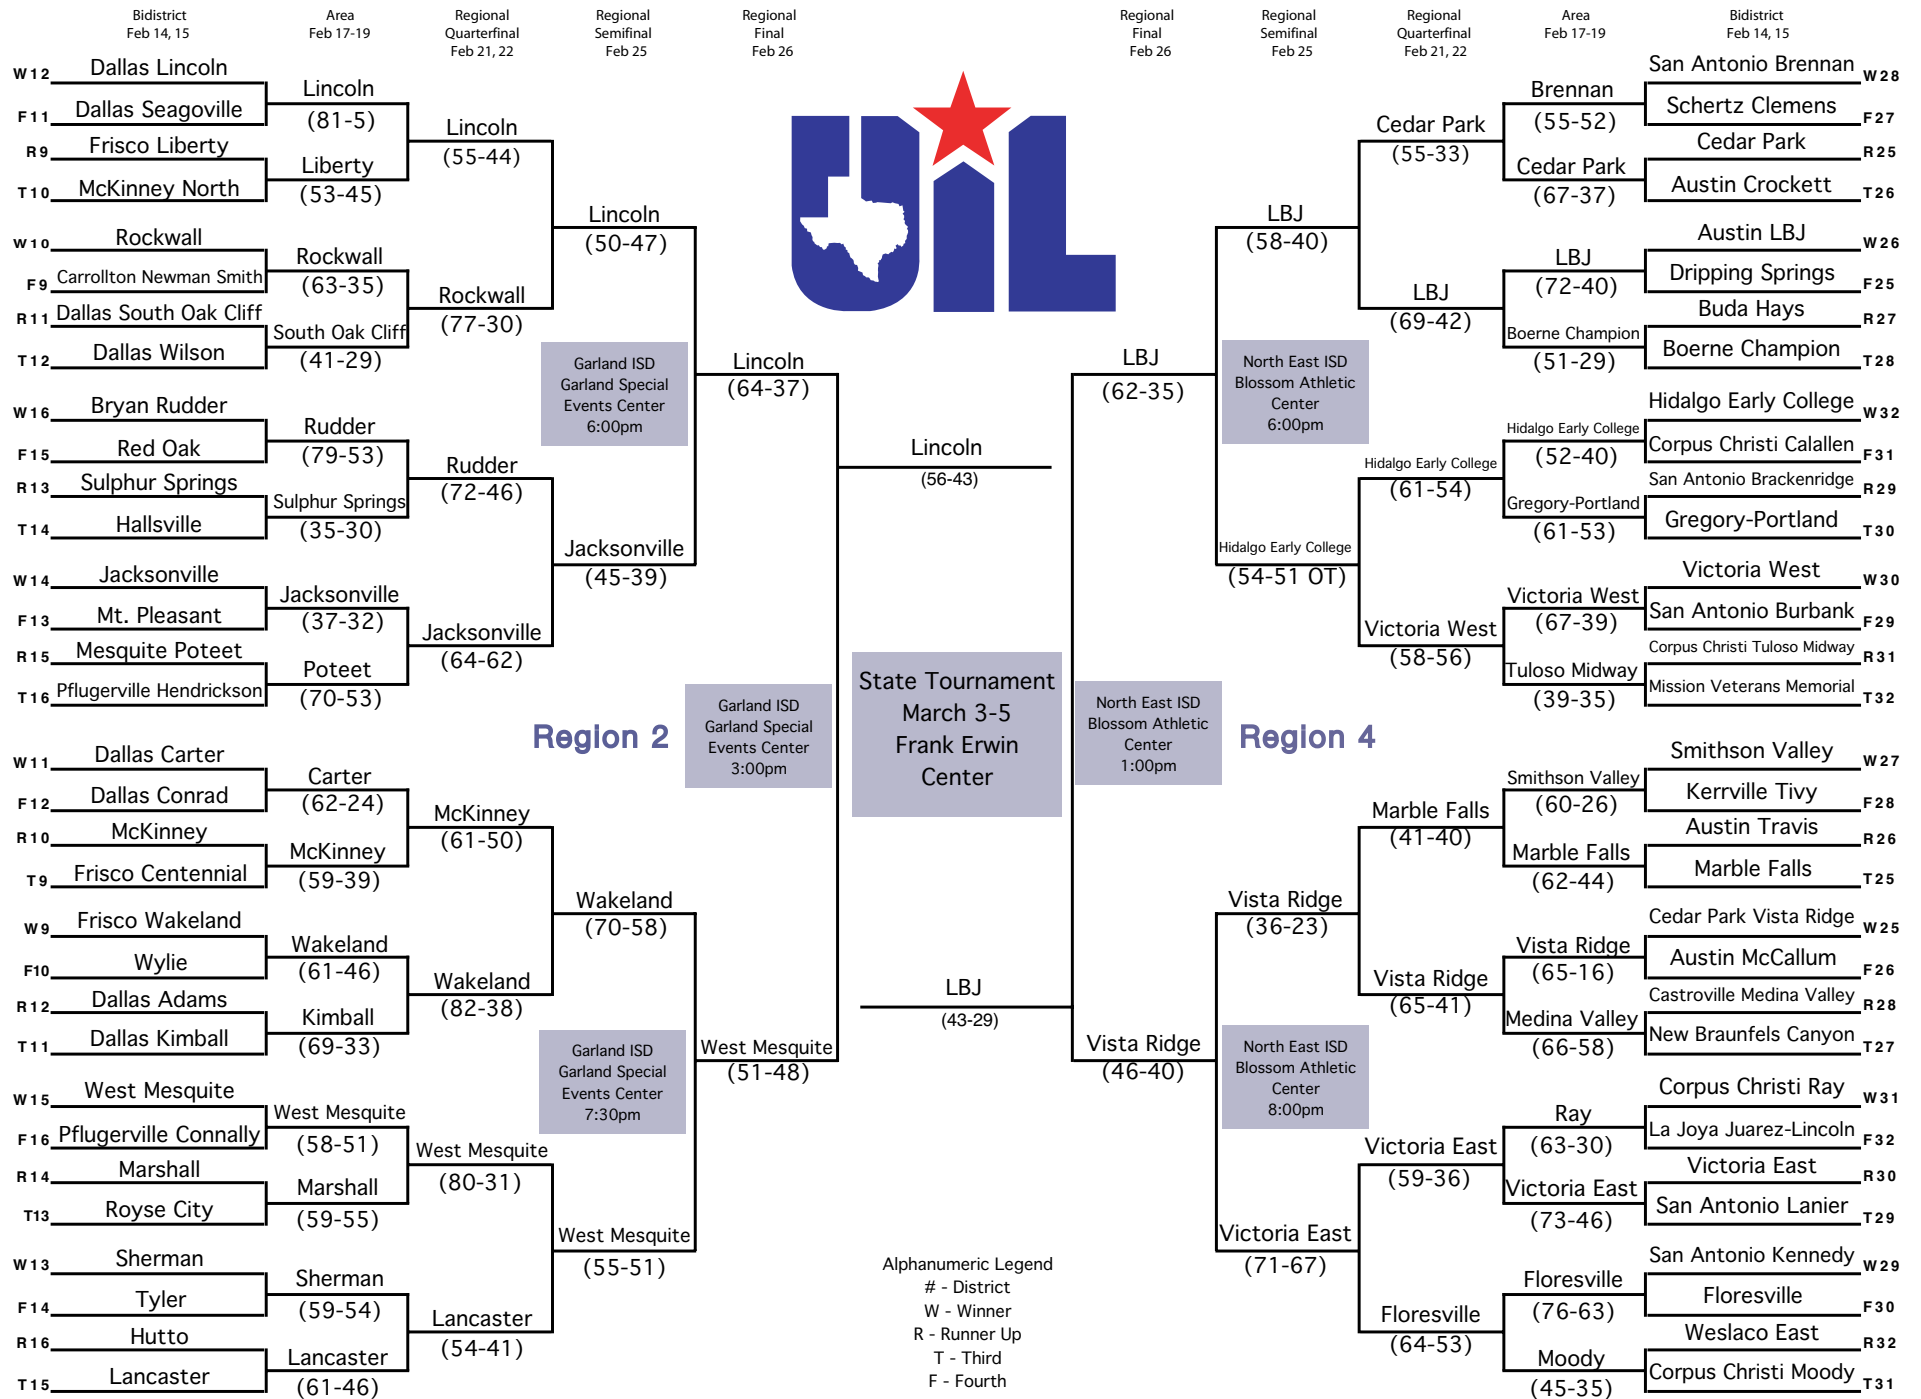 Bidistrict
Feb 14, 15
Area
Feb 17-19
Regional
Quarterfinal
Feb 21, 22
Regional
Semifinal
Feb 25
Regional
Final
Feb 26
Regional
Final
Feb 26
Regional
Semifinal
Feb 25
Regional
Quarterfinal
Feb 21, 22
Area
Feb 17-19
Bidistrict
Feb 14, 15
W12 Dallas Lincoln
F11 Dallas Seagoville
R9 Frisco Liberty
T10 McKinney North
W10 Rockwall
F9 Carrollton Newman Smith
R11 Dallas South Oak Cliff
T12 Dallas Wilson
W16 Bryan Rudder
F15 Red Oak
R13 Sulphur Springs
T14 Hallsville
W14 Jacksonville
F13 Mt. Pleasant
R15 Mesquite Poteet
T16 Pflugerville Hendrickson
W11 Dallas Carter
F12 Dallas Conrad
R10 McKinney
T9 Frisco Centennial
W9 Frisco Wakeland
F10 Wylie
R12 Dallas Adams
T11 Dallas Kimball
W15 West Mesquite
F16 Pflugerville Connally
R14 Marshall
T13 Royse City
W13 Sherman
F14 Tyler
R16 Hutto
T15 Lancaster
Lincoln
(81-5)
Liberty
(53-45)
Rockwall
(63-35)
South Oak Cliff
(41-29)
Rudder
(79-53)
Sulphur Springs
(35-30)
Jacksonville
(37-32)
Poteet
(70-53)
Carter
(62-24)
McKinney
(59-39)
Wakeland
(61-46)
Kimball
(69-33)
West Mesquite
(58-51)
Marshall
(59-55)
Sherman
(59-54)
Lancaster
(61-46)
Lincoln
(55-44)
Rockwall
(77-30)
Rudder
(72-46)
Jacksonville
(64-62)
McKinney
(61-50)
Wakeland
(82-38)
West Mesquite
(80-31)
Lancaster
(54-41)
Lincoln
(50-47)
Garland ISD
Garland Special
Events Center
6:00pm
Jacksonville
(45-39)
Region 2
Wakeland
(70-58)
Garland ISD
Garland Special
Events Center
7:30pm
West Mesquite
(55-51)
Lincoln
(64-37)
Garland ISD
Garland Special
Events Center
3:00pm
West Mesquite
(51-48)
UIL
Lincoln
(56-43)
State Tournament
March 3-5
Frank Erwin
Center
LBJ
(43-29)
Alphanumeric Legend
# - District
W - Winner
R - Runner Up
T - Third
F - Fourth
LBJ
(62-35)
North East ISD
Blossom Athletic
Center
1:00pm
Vista Ridge
(46-40)
LBJ
(58-40)
North East ISD
Blossom Athletic
Center
6:00pm
Hidalgo Early College
(54-51 OT)
Region 4
Vista Ridge
(36-23)
North East ISD
Blossom Athletic
Center
8:00pm
Victoria East
(71-67)
Cedar Park
(55-33)
LBJ
(69-42)
Hidalgo Early College
(61-54)
Victoria West
(58-56)
Marble Falls
(41-40)
Vista Ridge
(65-41)
Victoria East
(59-36)
Floresville
(64-53)
Brennan
(55-52)
Cedar Park
(67-37)
LBJ
(72-40)
Boerne Champion
(51-29)
Hidalgo Early College
(52-40)
Gregory-Portland
(61-53)
Victoria West
(67-39)
Tuloso Midway
(39-35)
Smithson Valley
(60-26)
Marble Falls
(62-44)
Vista Ridge
(65-16)
Medina Valley
(66-58)
Ray
(63-30)
Victoria East
(73-46)
Floresville
(76-63)
Moody
(45-35)
San Antonio Brennan W28
Schertz Clemens F27
Cedar Park R25
Austin Crockett T26
Austin LBJ W26
Dripping Springs F25
Buda Hays R27
Boerne Champion T28
Hidalgo Early College W32
Corpus Christi Calallen F31
San Antonio Brackenridge R29
Gregory-Portland T30
Victoria West W30
San Antonio Burbank F29
Corpus Christi Tuloso Midway R31
Mission Veterans Memorial T32
Smithson Valley W27
Kerrville Tivy F28
Austin Travis R26
Marble Falls T25
Cedar Park Vista Ridge W25
Austin McCallum F26
Castroville Medina Valley R28
New Braunfels Canyon T27
Corpus Christi Ray W31
La Joya Juarez-Lincoln F32
Victoria East R30
San Antonio Lanier T29
San Antonio Kennedy W29
Floresville F30
Weslaco East R32
Corpus Christi Moody T31